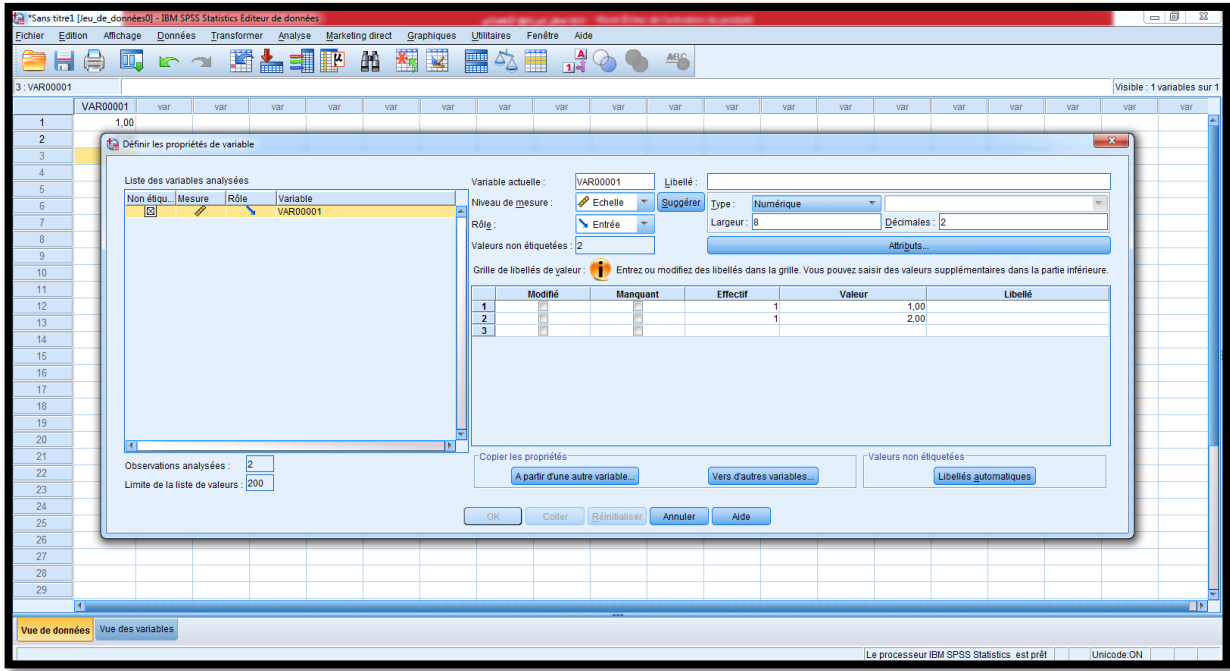 *Sans titre1 [Jeu_de_données0] - IBM SPSS Statistics Editeur de données
Fichier Edition Affichage Données Transformer Analyse Marketing direct Graphiques Utilitaires Fenêtre Aide
3 : VAR00001 Visible : 1 variables sur 1
VAR00001 var var var var var var var var var var var var var var var var var var
1 1,00
2
3
4
5
6
7
8
9
10
11
12
13
14
15
16
17
18
19
20
21
22
23
24
25
26
27
28
29
Définir les propriétés de variable
Liste des variables analysées
Non étiqu... Mesure Rôle Variable
VAR00001
Observations analysées : 2
Limite de la liste de valeurs : 200
Variable actuelle : VAR00001 Libellé :
Niveau de mesure : Echelle Suggérer Type : Numérique
Rôle : Entrée Largeur : 8 Décimales : 2
Valeurs non étiquetées : 2 Attributs...
Grille de libellés de valeur : Entrez ou modifiez des libellés dans la grille. Vous pouvez saisir des valeurs supplémentaires dans la partie inférieure.
Modifié Manquant Effectif Valeur Libellé
1 1 1,00
2 1 2,00
3
Copier les propriétés Valeurs non étiquetées
A partir d'une autre variable... Vers d'autres variables... Libellés automatiques
OK Coller Réinitialiser Annuler Aide
Vue de données Vue des variables
Le processeur IBM SPSS Statistics est prêt Unicode:ON